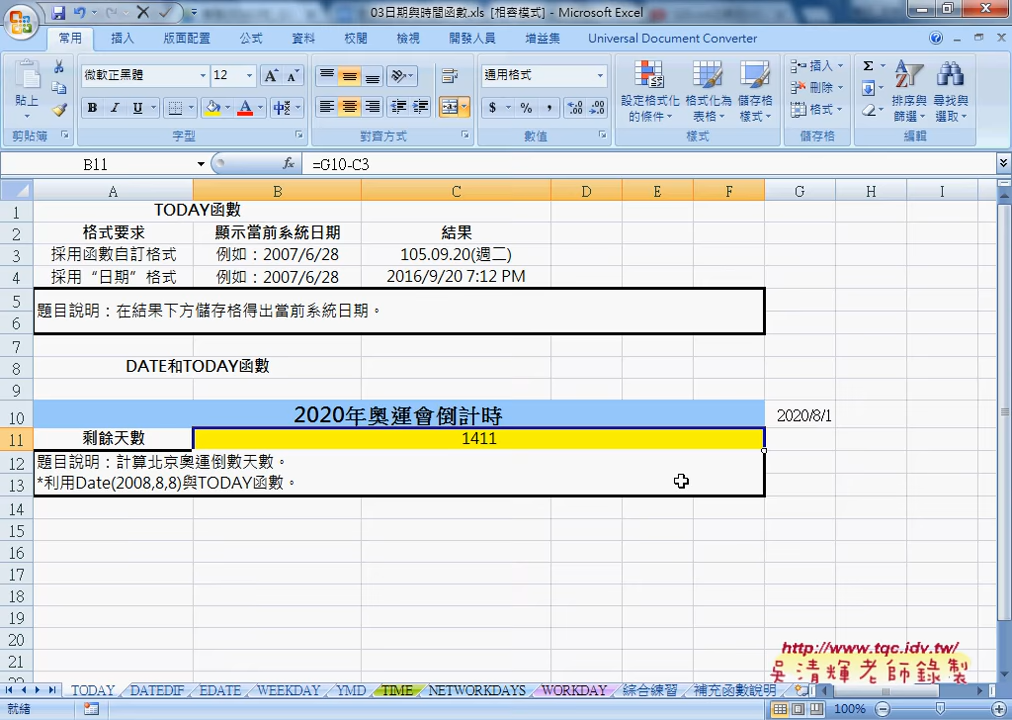 03日期與時間函數.xls [相容模式] - Microsoft Excel
常用 插入 版面配置 公式 資料 校閱 檢視 開發人員 增益集 Universal Document Converter
貼上
剪貼簿
微軟正黑體 12
B I U
字型
對齊方式
通用格式
$ % ,
數值
設定格式化的條件 格式化為表格 儲存格樣式
樣式
插入
刪除
格式
儲存格
排序與篩選 尋找與選取
編輯
B11 fx =G10-C3
A B C D E F G H I
1 TODAY函數
2 格式要求 顯示當前系統日期 結果
3 採用函數自訂格式 例如：2007/6/28 105.09.20(週二)
4 採用“日期”格式 例如：2007/6/28 2016/9/20 7:12 PM
5 題目說明：在結果下方儲存格得出當前系統日期。
6
7
8 DATE和TODAY函數
9
10 2020年奧運會倒計時 2020/8/1
11 剩餘天數 1411
12 題目說明：計算北京奧運倒數天數。
13 *利用Date(2008,8,8)與TODAY函數。
14
15
16
17
18
19
20
21
http://www.tqc.idv.tw/
吳清輝老師錄製
TODAY DATEDIF EDATE WEEKDAY YMD TIME NETWORKDAYS WORKDAY 綜合練習 補充函數說明
就緒 100%